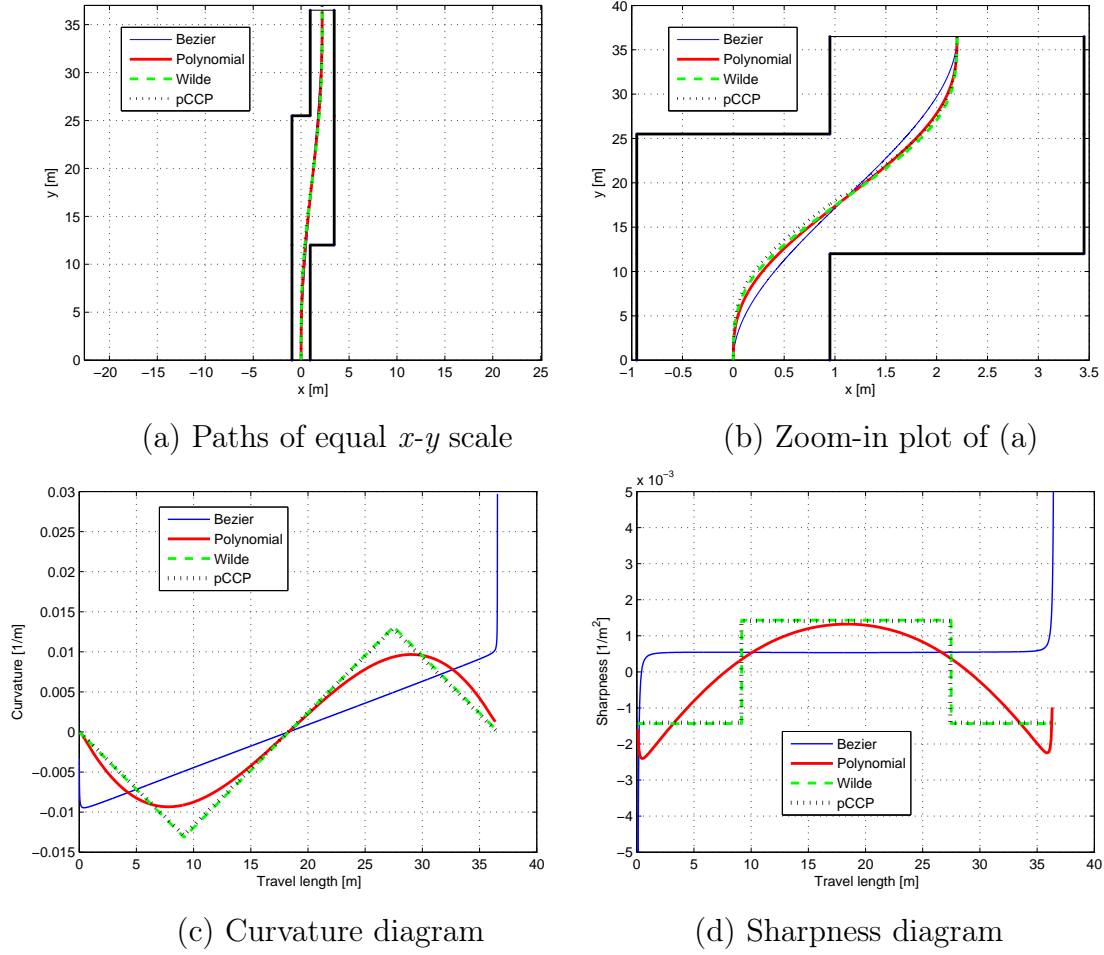 35
30
25
20
15
10
5
0
y [m]
−20
−15
−10
−5
0
5
10
15
20
25
x [m]
Bezier
Polynomial
Wilde
pCCP
(a) Paths of equal x-y scale
40
35
30
25
20
15
10
5
0
y [m]
−1
−0.5
0
0.5
1
1.5
2
2.5
3
3.5
x [m]
Bezier
Polynomial
Wilde
pCCP
(b) Zoom-in plot of (a)
0.03
0.025
0.02
0.015
0.01
0.005
0
−0.005
−0.01
−0.015
Curvature [1/m]
0
5
10
15
20
25
30
35
40
Travel length [m]
Bezier
Polynomial
Wilde
pCCP
(c) Curvature diagram
x 10−3
5
4
3
2
1
0
−1
−2
−3
−4
−5
Sharpness [1/m2]
0
5
10
15
20
25
30
35
40
Travel length [m]
Bezier
Polynomial
Wilde
pCCP
(d) Sharpness diagram